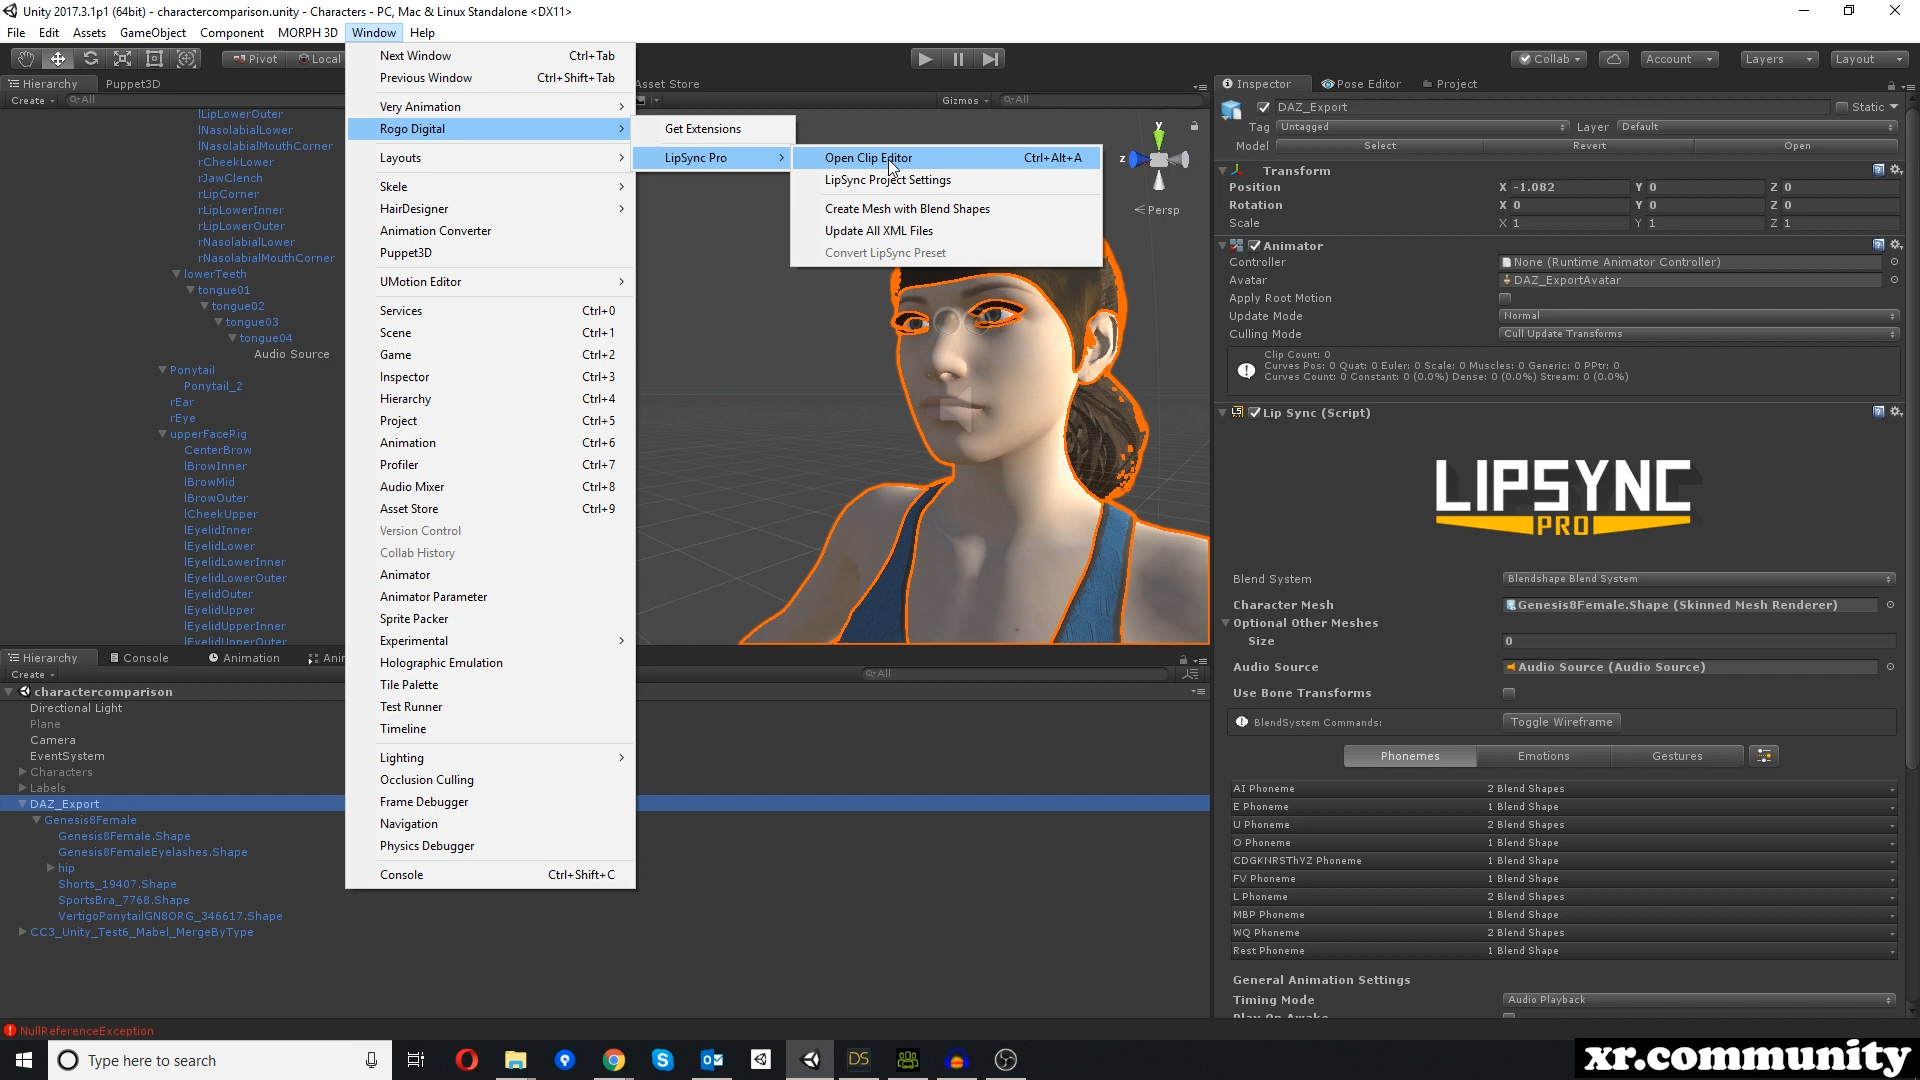 Unity 2017.3.1p1 (64bit) - charactercomparison.unity - Characters - PC, Mac & Linux Standalone <DX11>
File Edit Assets GameObject Component MORPH 3D Window Help
Pivot Local
Collab Account Layers Layout
Hierarchy Puppet3D
Create All
lLipLowerOuter
lNasolabialLower
lNasolabialMouthCorner
rCheekLower
rJawClench
rLipCorner
rLipLowerInner
rLipLowerOuter
rNasolabialLower
rNasolabialMouthCorner
lowerTeeth
tongue01
tongue02
tongue03
tongue04
Audio Source
Ponytail
Ponytail_2
rEar
rEye
upperFaceRig
CenterBrow
lBrowInner
lBrowMid
lBrowOuter
lCheekUpper
lEyelidInner
lEyelidLower
lEyelidLowerInner
lEyelidLowerOuter
lEyelidOuter
lEyelidUpper
lEyelidUpperInner
lEyelidUpperOuter
Next Window Ctrl+Tab
Previous Window Ctrl+Shift+Tab
Very Animation
Rogo Digital
Layouts
Skele
HairDesigner
Animation Converter
Puppet3D
UMotion Editor
Services Ctrl+0
Scene Ctrl+1
Game Ctrl+2
Inspector Ctrl+3
Hierarchy Ctrl+4
Project Ctrl+5
Animation Ctrl+6
Profiler Ctrl+7
Audio Mixer Ctrl+8
Asset Store Ctrl+9
Version Control
Collab History
Animator
Animator Parameter
Sprite Packer
Experimental
Holographic Emulation
Tile Palette
Test Runner
Timeline
Lighting
Occlusion Culling
Frame Debugger
Navigation
Physics Debugger
Console Ctrl+Shift+C
Get Extensions
LipSync Pro
Open Clip Editor Ctrl+Alt+A
LipSync Project Settings
Create Mesh with Blend Shapes
Update All XML Files
Convert LipSync Preset
Asset Store
Gizmos All
y
z
Persp
Inspector Pose Editor Project
DAZ_Export Static
Tag Untagged Layer Default
Model Select Revert Open
Transform
Position X -1.082 Y 0 Z 0
Rotation X 0 Y 0 Z 0
Scale X 1 Y 1 Z 1
Animator
Controller None (Runtime Animator Controller)
Avatar DAZ_ExportAvatar
Apply Root Motion
Update Mode Normal
Culling Mode Cull Update Transforms
Clip Count: 0
Curves Pos: 0 Quat: 0 Euler: 0 Scale: 0 Muscles: 0 Generic: 0 PPtr: 0
Curves Count: 0 Constant: 0 (0.0%) Dense: 0 (0.0%) Stream: 0 (0.0%)
Lip Sync (Script)
LIPSYNC
PRO
Blend System Blendshape Blend System
Character Mesh Genesis8Female.Shape (Skinned Mesh Renderer)
Optional Other Meshes
Size 0
Audio Source Audio Source (Audio Source)
Use Bone Transforms
BlendSystem Commands: Toggle Wireframe
Phonemes Emotions Gestures
AI Phoneme 2 Blend Shapes
E Phoneme 1 Blend Shape
U Phoneme 2 Blend Shapes
O Phoneme 1 Blend Shape
CDGKNRSThYZ Phoneme 1 Blend Shape
FV Phoneme 1 Blend Shape
L Phoneme 2 Blend Shapes
MBP Phoneme 1 Blend Shape
WQ Phoneme 2 Blend Shapes
Rest Phoneme 1 Blend Shape
General Animation Settings
Timing Mode Audio Playback
Play On Awake
Hierarchy Console Animation Ani
Create All
charactercomparison
Directional Light
Plane
Camera
EventSystem
Characters
Labels
DAZ_Export
Genesis8Female
Genesis8Female.Shape
Genesis8FemaleEyelashes.Shape
hip
Shorts_19407.Shape
SportsBra_7768.Shape
VertigoPonytailGN8ORG_346617.Shape
CC3_Unity_Test6_Mabel_MergeByType
NullReferenceException
Type here to search
DS
xr.community